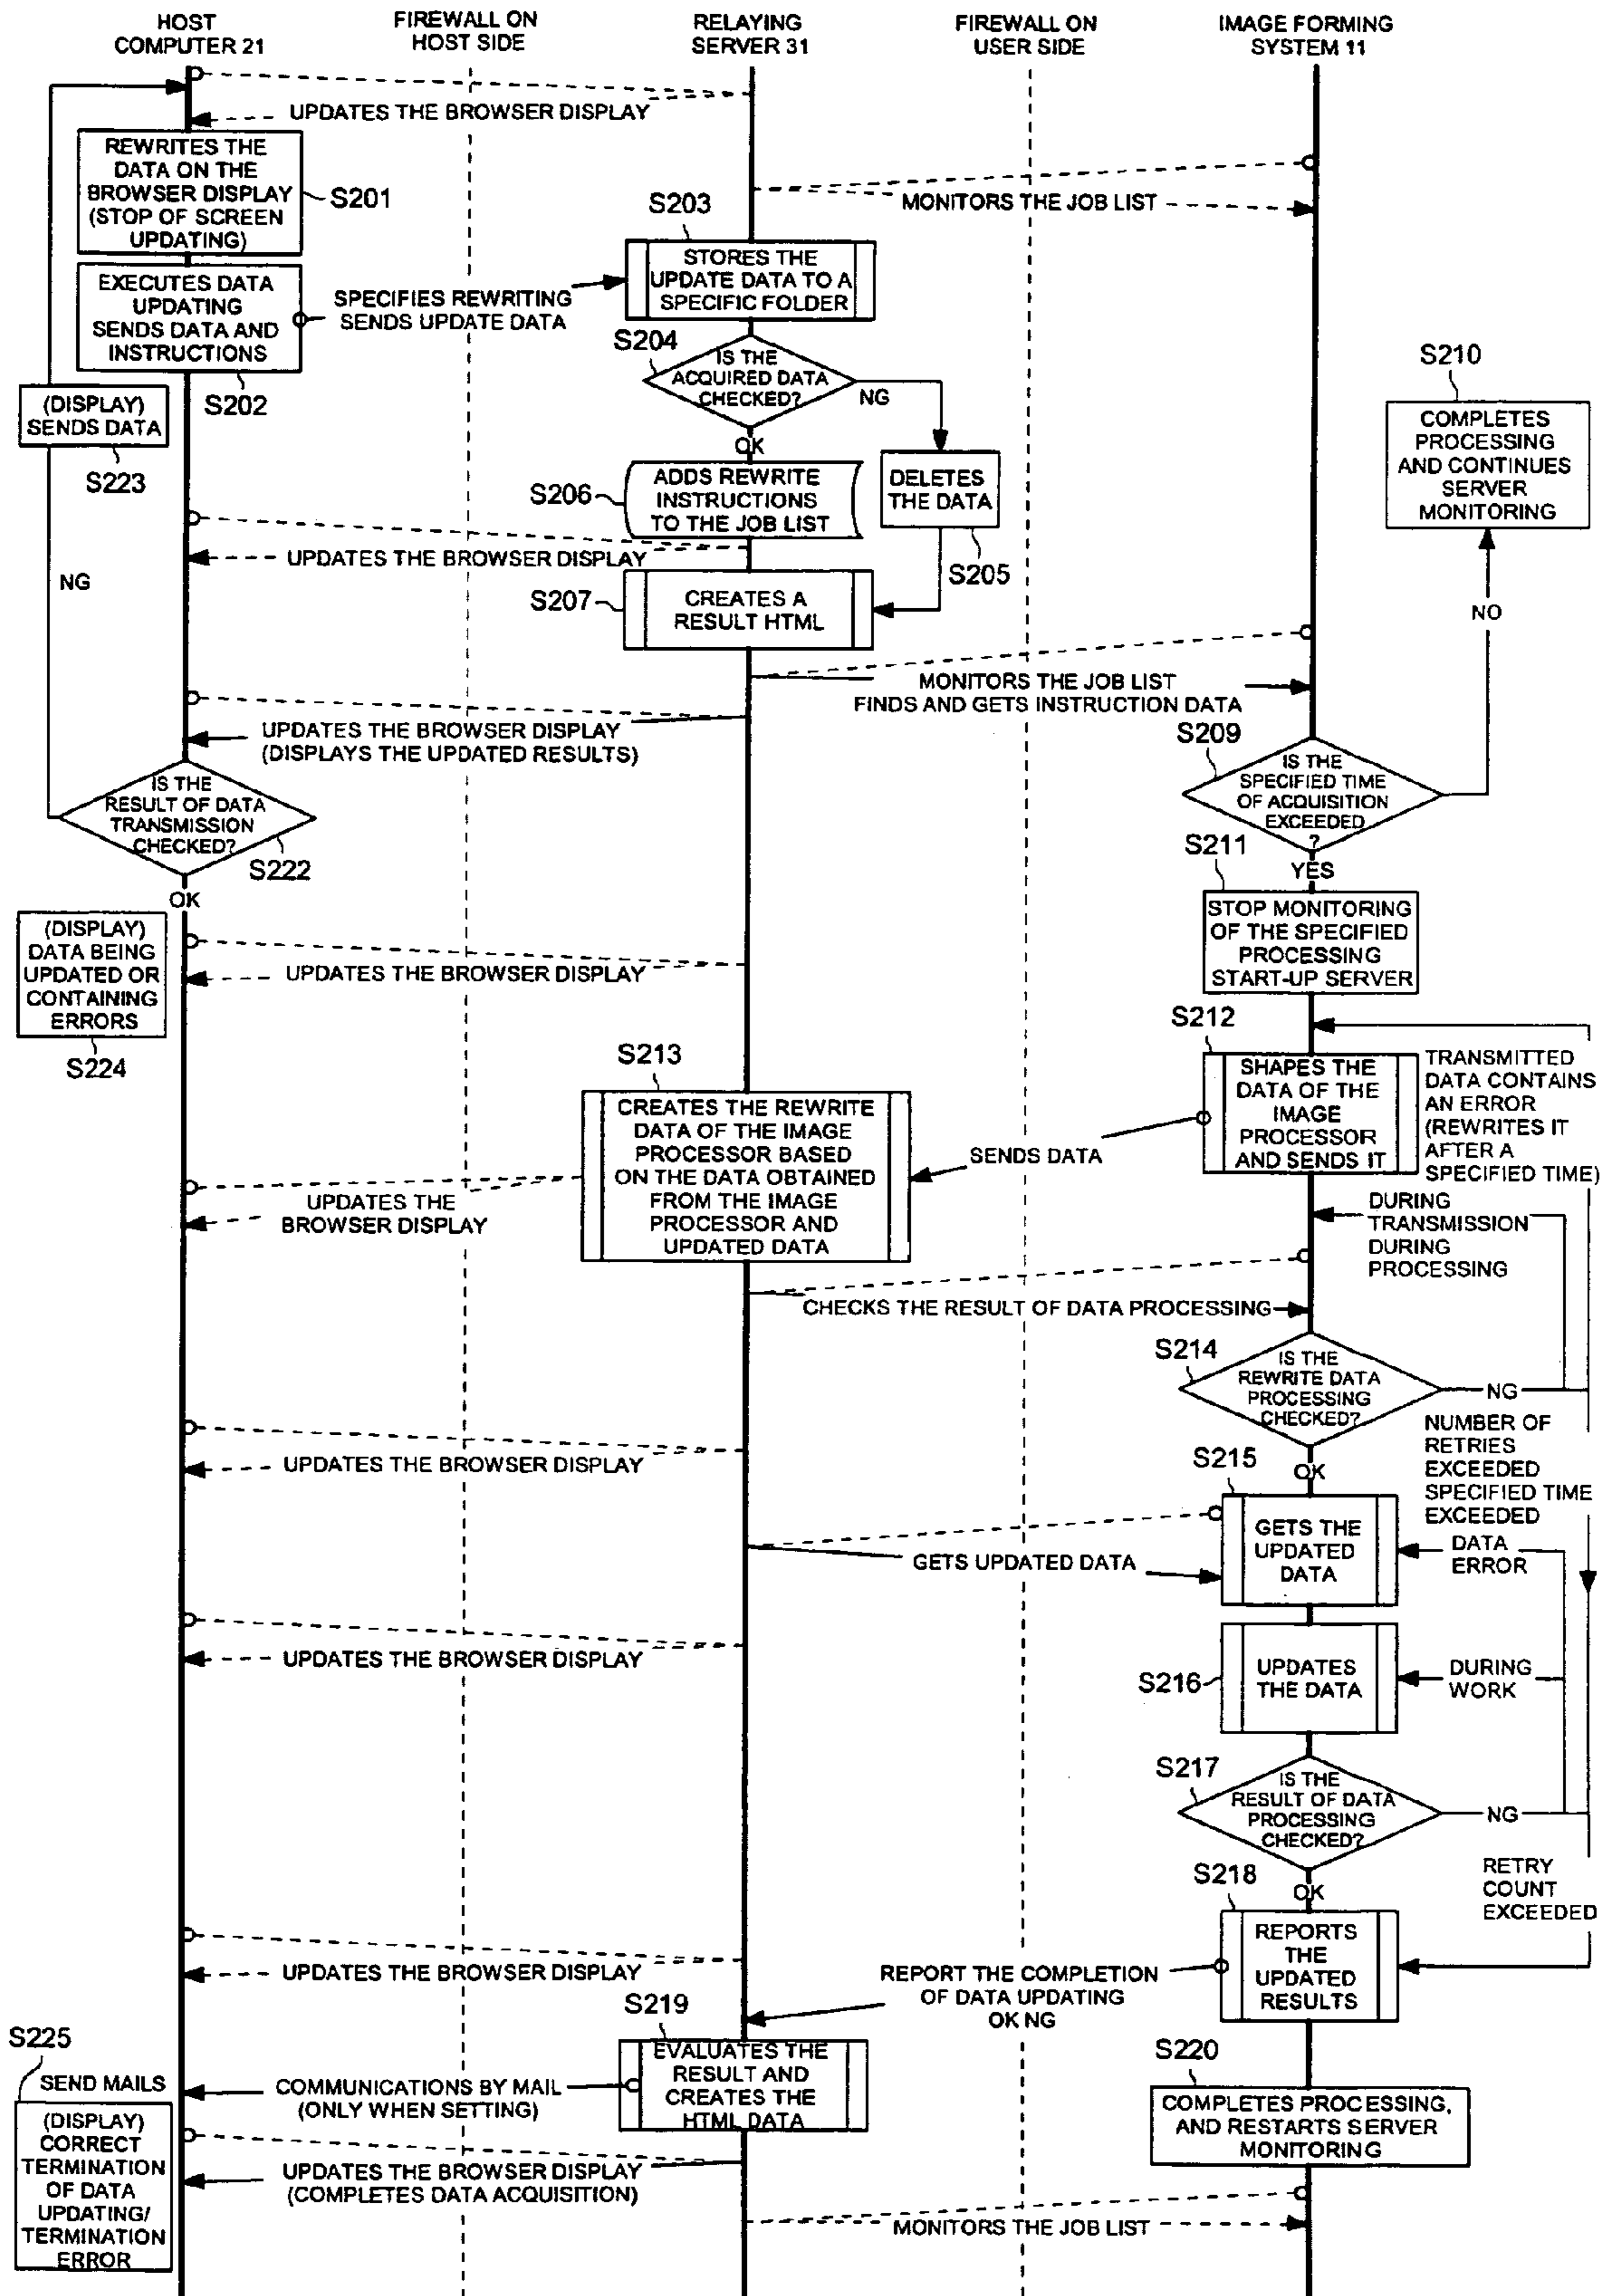 HOST
COMPUTER 21
FIREWALL ON
HOST SIDE
RELAYING
SERVER 31
FIREWALL ON
USER SIDE
IMAGE FORMING
SYSTEM 11
UPDATES THE BROWSER DISPLAY
REWRITES THE
DATA ON THE
BROWSER DISPLAY
(STOP OF SCREEN
UPDATING)
S201
MONITORS THE JOB LIST
S203
STORES THE
UPDATE DATA TO A
SPECIFIC FOLDER
EXECUTES DATA
UPDATING
SENDS DATA AND
INSTRUCTIONS
S202
SPECIFIES REWRITING
SENDS UPDATE DATA
S204
IS THE
ACQUIRED DATA
CHECKED?
NG
OK
S210
COMPLETES
PROCESSING
AND CONTINUES
SERVER
MONITORING
(DISPLAY)
SENDS DATA
S223
S206
ADDS REWRITE
INSTRUCTIONS
TO THE JOB LIST
DELETES
THE DATA
S205
UPDATES THE BROWSER DISPLAY
NG
S207
CREATES A
RESULT HTML
NO
MONITORS THE JOB LIST
FINDS AND GETS INSTRUCTION DATA
UPDATES THE BROWSER DISPLAY
(DISPLAYS THE UPDATED RESULTS)
S209
IS THE
SPECIFIED TIME
OF ACQUISITION
EXCEEDED
?
YES
IS THE
RESULT OF DATA
TRANSMISSION
CHECKED?
S222
OK
S211
STOP MONITORING
OF THE SPECIFIED
PROCESSING
START-UP SERVER
(DISPLAY)
DATA BEING
UPDATED OR
CONTAINING
ERRORS
S224
UPDATES THE BROWSER DISPLAY
S212
SHAPES THE
DATA OF THE
IMAGE
PROCESSOR
AND SENDS IT
TRANSMITTED
DATA CONTAINS
AN ERROR
(REWRITES IT
AFTER A
SPECIFIED TIME)
S213
CREATES THE REWRITE
DATA OF THE IMAGE
PROCESSOR BASED
ON THE DATA OBTAINED
FROM THE IMAGE
PROCESSOR AND
UPDATED DATA
SENDS DATA
UPDATES THE
BROWSER DISPLAY
DURING
TRANSMISSION
DURING
PROCESSING
CHECKS THE RESULT OF DATA PROCESSING
S214
IS THE
REWRITE DATA
PROCESSING
CHECKED?
NG
OK
NUMBER OF
RETRIES
EXCEEDED
SPECIFIED TIME
EXCEEDED
UPDATES THE BROWSER DISPLAY
S215
GETS THE
UPDATED
DATA
DATA
ERROR
GETS UPDATED DATA
UPDATES THE BROWSER DISPLAY
S216
UPDATES
THE DATA
DURING
WORK
S217
IS THE
RESULT OF DATA
PROCESSING
CHECKED?
NG
OK
RETRY
COUNT
EXCEEDED
S218
REPORTS
THE
UPDATED
RESULTS
UPDATES THE BROWSER DISPLAY
REPORT THE COMPLETION
OF DATA UPDATING
OK NG
S219
EVALUATES THE
RESULT AND
CREATES THE
HTML DATA
S225
SEND MAILS
COMMUNICATIONS BY MAIL
(ONLY WHEN SETTING)
S220
COMPLETES PROCESSING,
AND RESTARTS SERVER
MONITORING
(DISPLAY)
CORRECT
TERMINATION
OF DATA
UPDATING/
TERMINATION
ERROR
UPDATES THE BROWSER DISPLAY
(COMPLETES DATA ACQUISITION)
MONITORS THE JOB LIST